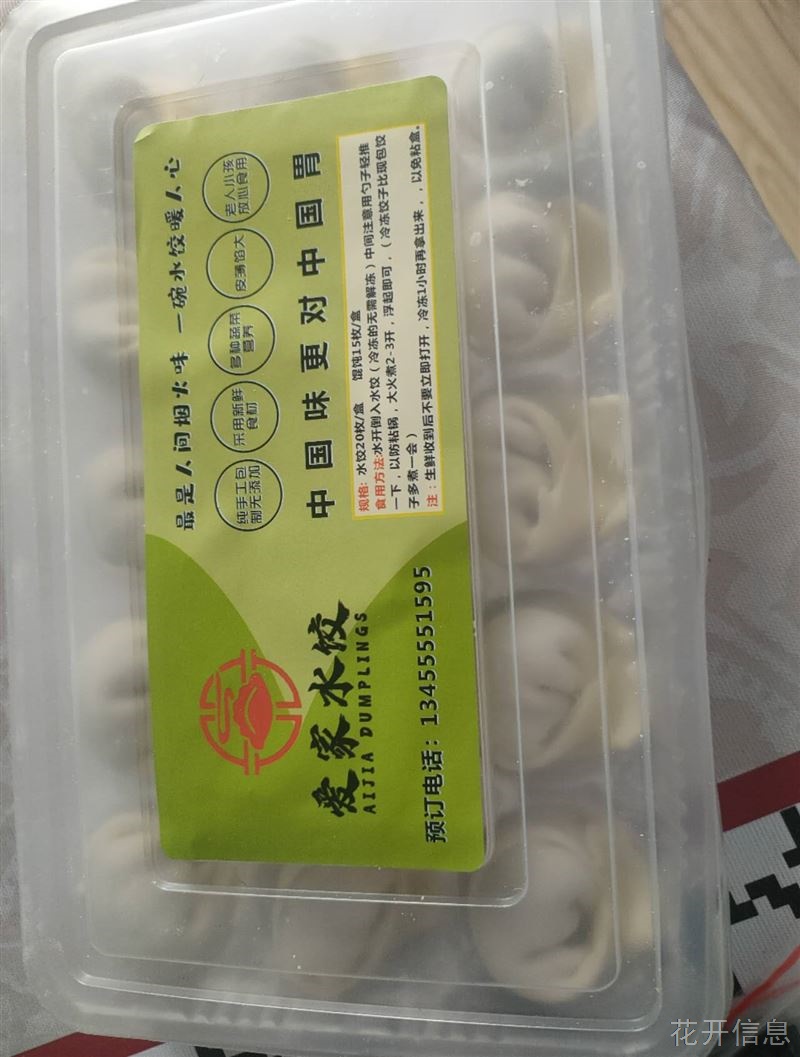 最是人间烟火味 一碗水饺暖人心
纯手工包
制无添加
采用新鲜
食材
多种蔬菜
营养
皮薄馅大
老人小孩
放心食用
中国味更对中国胃
规格: 水饺20枚/盒 馄饨15枚/盒
食用方法:水开倒入水饺(冷冻的无需解冻)中间注意用勺子轻推
一下,以防粘锅,大火煮2-3开,浮起即可,(冷冻饺子比现包饺
子多煮一会)
注:生鲜收到后不要立即打开,冷冻1小时再拿出来,,以免粘盒。
爱家水饺
AIJIA DUMPLINGS
预订电话:13455551595
花开信息